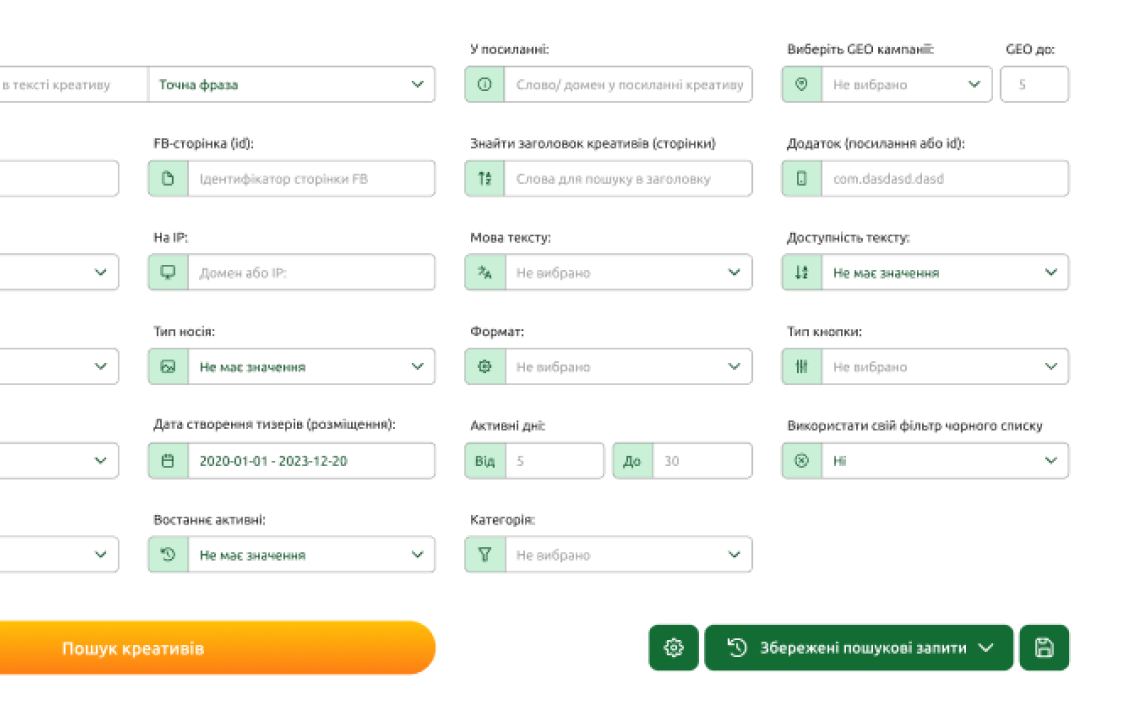 У посиланні:
Виберіть GEO кампанії:
GEO до:
в тексті креативу
Точна фраза
Слово/ домен у посиланні креативу
Не вибрано
5
FB-сторінка (id):
Знайти заголовок креативів (сторінки)
Додаток (посилання або id):
Ідентифікатор сторінки FB
Слова для пошуку в заголовку
com.dasdasd.dasd
На IP:
Мова тексту:
Доступність тексту:
Домен або IP:
Не вибрано
Не має значення
Тип носія:
Формат:
Тип кнопки:
Не має значення
Не вибрано
Не вибрано
Дата створення тизерів (розміщення):
Активні дні:
Використати свій фільтр чорного списку
2020-01-01 - 2023-12-20
Від
5
До
30
Ні
Востаннє активні:
Категорія:
Не має значення
Не вибрано
Пошук креативів
Збережені пошукові запити